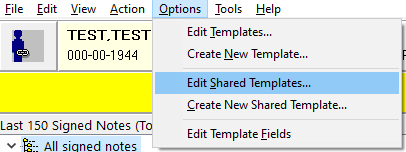 File Edit View Action Options Tools Help
TEST,TEST
000-00-1944
Edit Templates...
Create New Template...
Edit Shared Templates...
Create New Shared Template...
Edit Template Fields
Last 150 Signed Notes (To
All signed notes